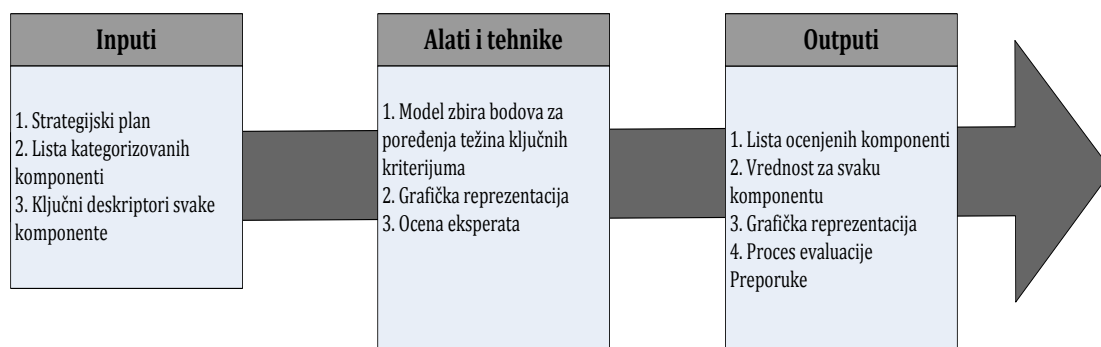 Inputi
1. Strategijski plan
2. Lista kategorizovanih
komponenti
3. Ključni deskriptori svake
komponente
Alati i tehnike
1. Model zbira bodova za
poređenja težina ključnih
kriterijuma
2. Grafička reprezentacija
3. Ocena eksperata
Outputi
1. Lista ocenjenih komponenti
2. Vrednost za svaku
komponentu
3. Grafička reprezentacija
4. Proces evaluacije
Preporuke